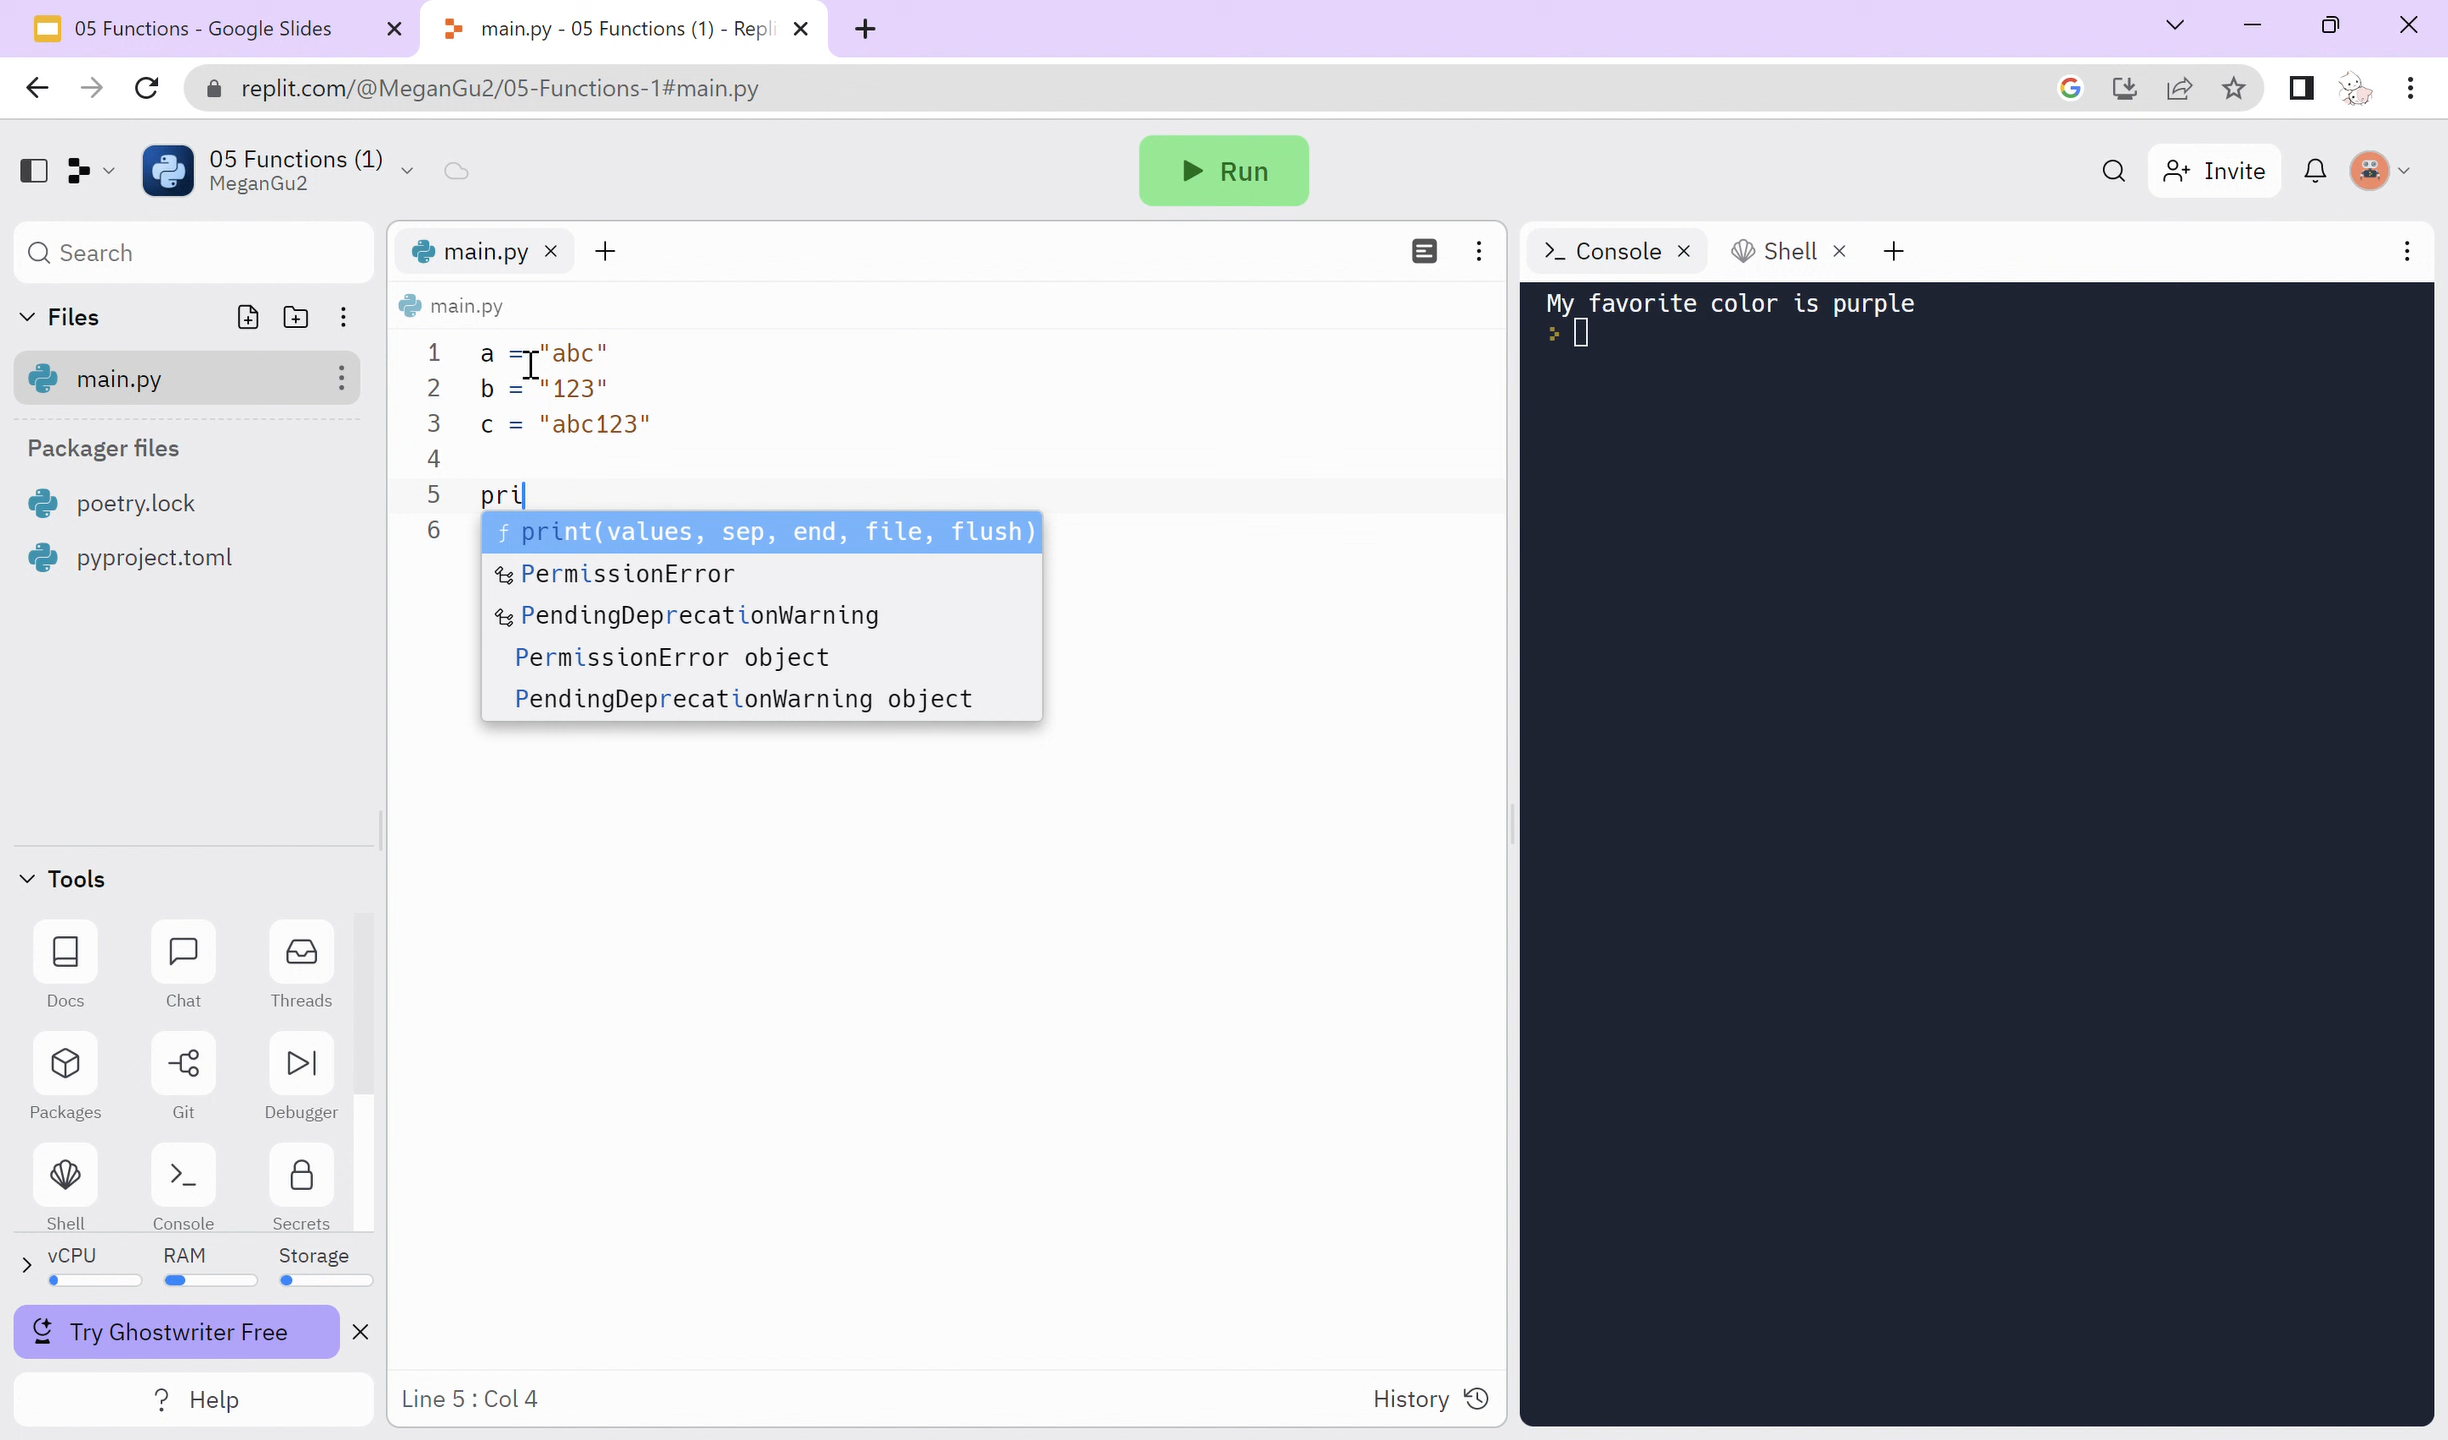 05 Functions - Google Slides
main.py - 05 Functions (1) - Repli
replit.com/@MeganGu2/05-Functions-1#main.py
05 Functions (1)
MeganGu2
Run
Invite
Search
Files
main.py
Packager files
poetry.lock
pyproject.toml
Tools
Docs
Chat
Threads
Packages
Git
Debugger
Shell
Console
Secrets
vCPU
RAM
Storage
Try Ghostwriter Free
? Help
main.py
main.py
1 a = "abc"
2 b = "123"
3 c = "abc123"
4
5 pri
6
f print(values, sep, end, file, flush)
PermissionError
PendingDeprecationWarning
PermissionError object
PendingDeprecationWarning object
Line 5 : Col 4
History
Console
Shell
My favorite color is purple